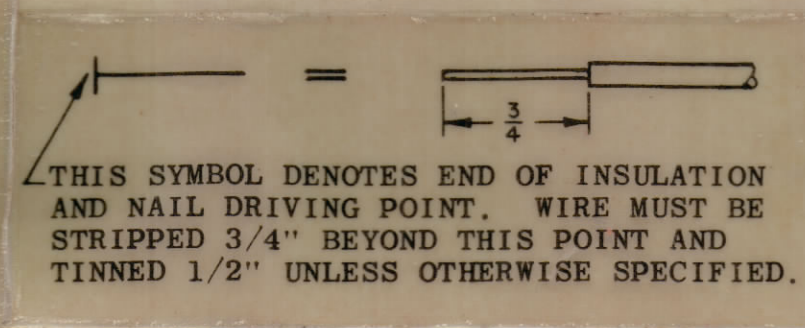 =
3/4
THIS SYMBOL DENOTES END OF INSULATION
AND NAIL DRIVING POINT. WIRE MUST BE
STRIPPED 3/4" BEYOND THIS POINT AND
TINNED 1/2" UNLESS OTHERWISE SPECIFIED.